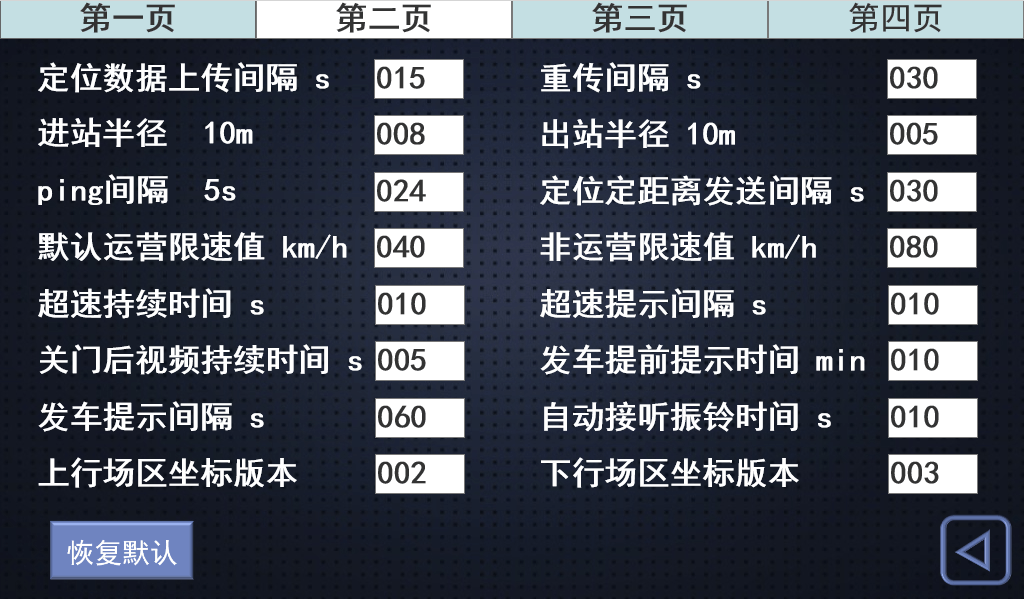 第一页 第二页 第三页 第四页
定位数据上传间隔 s 015 重传间隔 s 030
进站半径 10m 008 出站半径 10m 005
ping间隔 5s 024 定位定距离发送间隔 s 030
默认运营限速值 km/h 040 非运营限速值 km/h 080
超速持续时间 s 010 超速提示间隔 s 010
关门后视频持续时间 s 005 发车提前提示时间 min 010
发车提示间隔 s 060 自动接听振铃时间 s 010
上行场区坐标版本 002 下行场区坐标版本 003
恢复默认